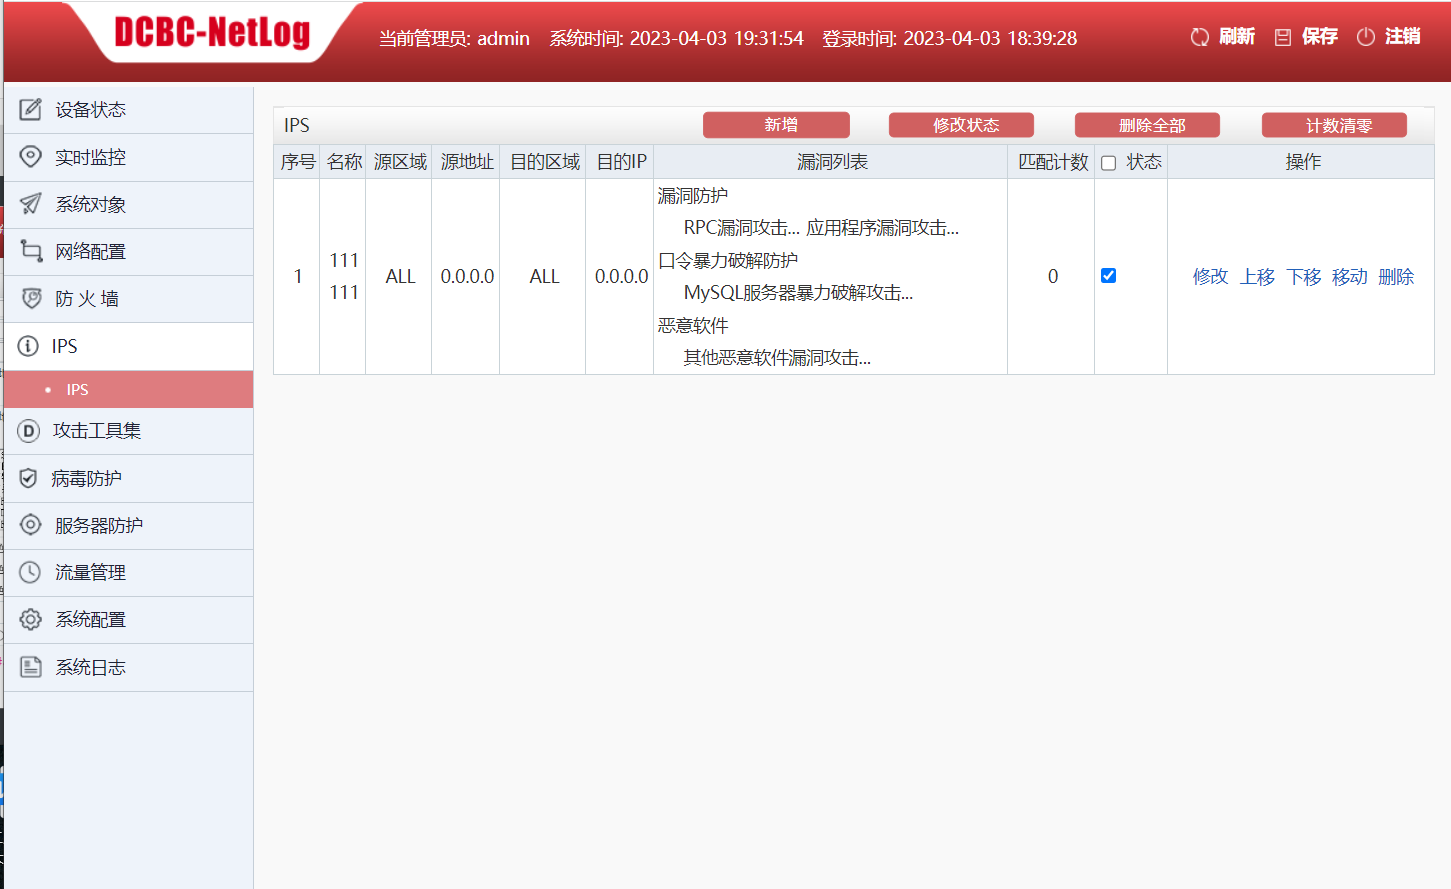 DCBC-NetLog
当前管理员: admin 系统时间: 2023-04-03 19:31:54 登录时间: 2023-04-03 18:39:28
刷新 保存 注销
设备状态
实时监控
系统对象
网络配置
防 火 墙
IPS
IPS
攻击工具集
病毒防护
服务器防护
流量管理
系统配置
系统日志
IPS 新增 修改状态 删除全部 计数清零
序号 名称 源区域 源地址 目的区域 目的IP 漏洞列表 匹配计数 状态 操作
漏洞防护
RPC漏洞攻击... 应用程序漏洞攻击...
口令暴力破解防护
MySQL服务器暴力破解攻击...
恶意软件
其他恶意软件漏洞攻击...
1 111 ALL 0.0.0.0 ALL 0.0.0.0 0 修改 上移 下移 移动 删除
111